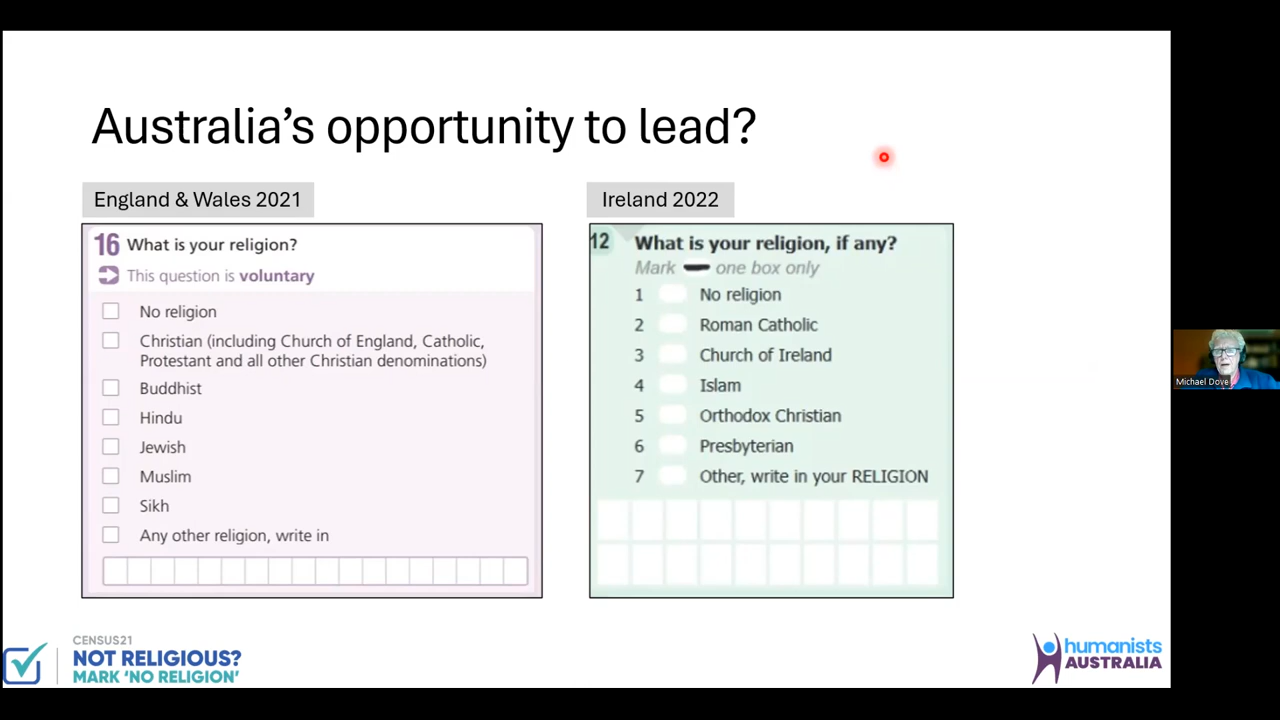 Australia's opportunity to lead?
England & Wales 2021
16 What is your religion?
This question is voluntary
No religion
Christian (including Church of England, Catholic,
Protestant and all other Christian denominations)
Buddhist
Hindu
Jewish
Muslim
Sikh
Any other religion, write in
Ireland 2022
12 What is your religion, if any?
Mark one box only
1 No religion
2 Roman Catholic
3 Church of Ireland
4 Islam
5 Orthodox Christian
6 Presbyterian
7 Other, write in your RELIGION
CENSUS21
NOT RELIGIOUS?
MARK 'NO RELIGION'
humanists
AUSTRALIA
Michael Dove